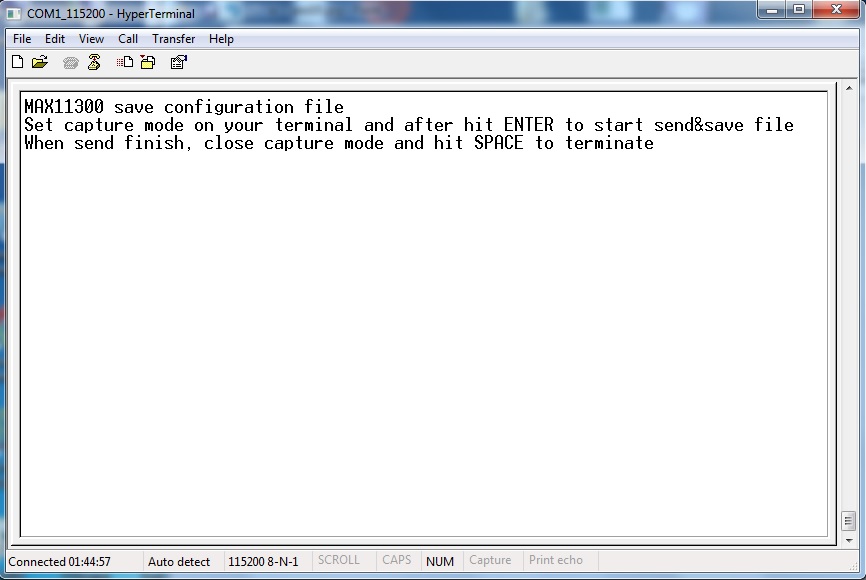 COM1_115200 - HyperTerminal
File Edit View Call Transfer Help
MAX11300 save configuration file
Set capture mode on your terminal and after hit ENTER to start send&save file
When send finish, close capture mode and hit SPACE to terminate
Connected 01:44:57 Auto detect 115200 8-N-1 SCROLL CAPS NUM Capture Print echo